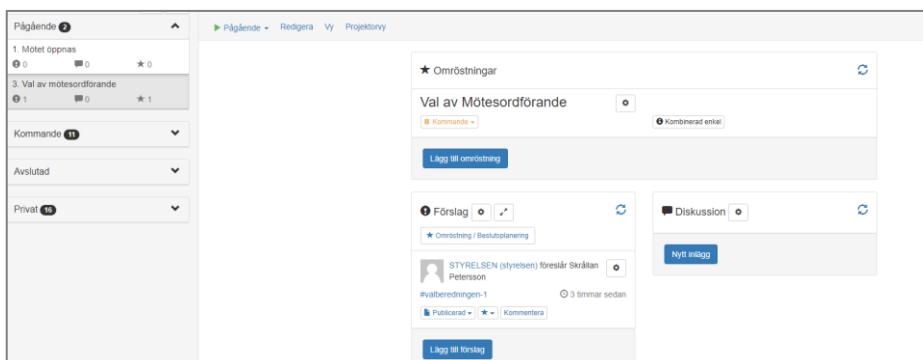 Pågående 2
1. Mötet öppnas
0 0 0
3. Val av mötesordförande
1 0 1
Kommande 11
Avslutad
Privat 16
Pågående Redigera Vy Projektorvy
Omröstningar
Val av Mötesordförande
Kommande Kombinerad enkel
Lägg till omröstning
Förslag
Omröstning / Beslutsplanering
STYRELSEN (styrelsen) föreslår Skrållan
Petersson
#valberedningen-1 3 timmar sedan
Publicerad Kommentera
Lägg till förslag
Diskussion
Nytt inlägg